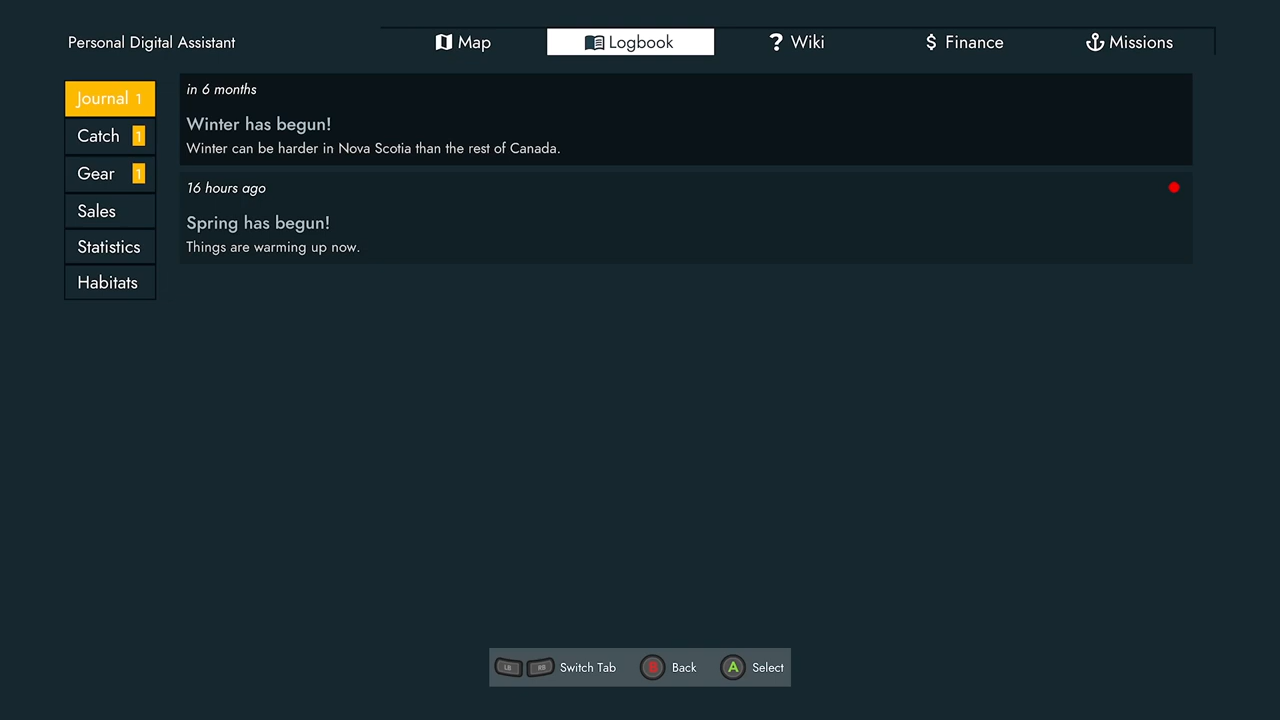 Personal Digital Assistant
Map
Logbook
? Wiki
$ Finance
Missions
Journal 1
Catch 1
Gear 1
Sales
Statistics
Habitats
in 6 months
Winter has begun!
Winter can be harder in Nova Scotia than the rest of Canada.
16 hours ago
Spring has begun!
Things are warming up now.
LB RB Switch Tab
B Back
A Select